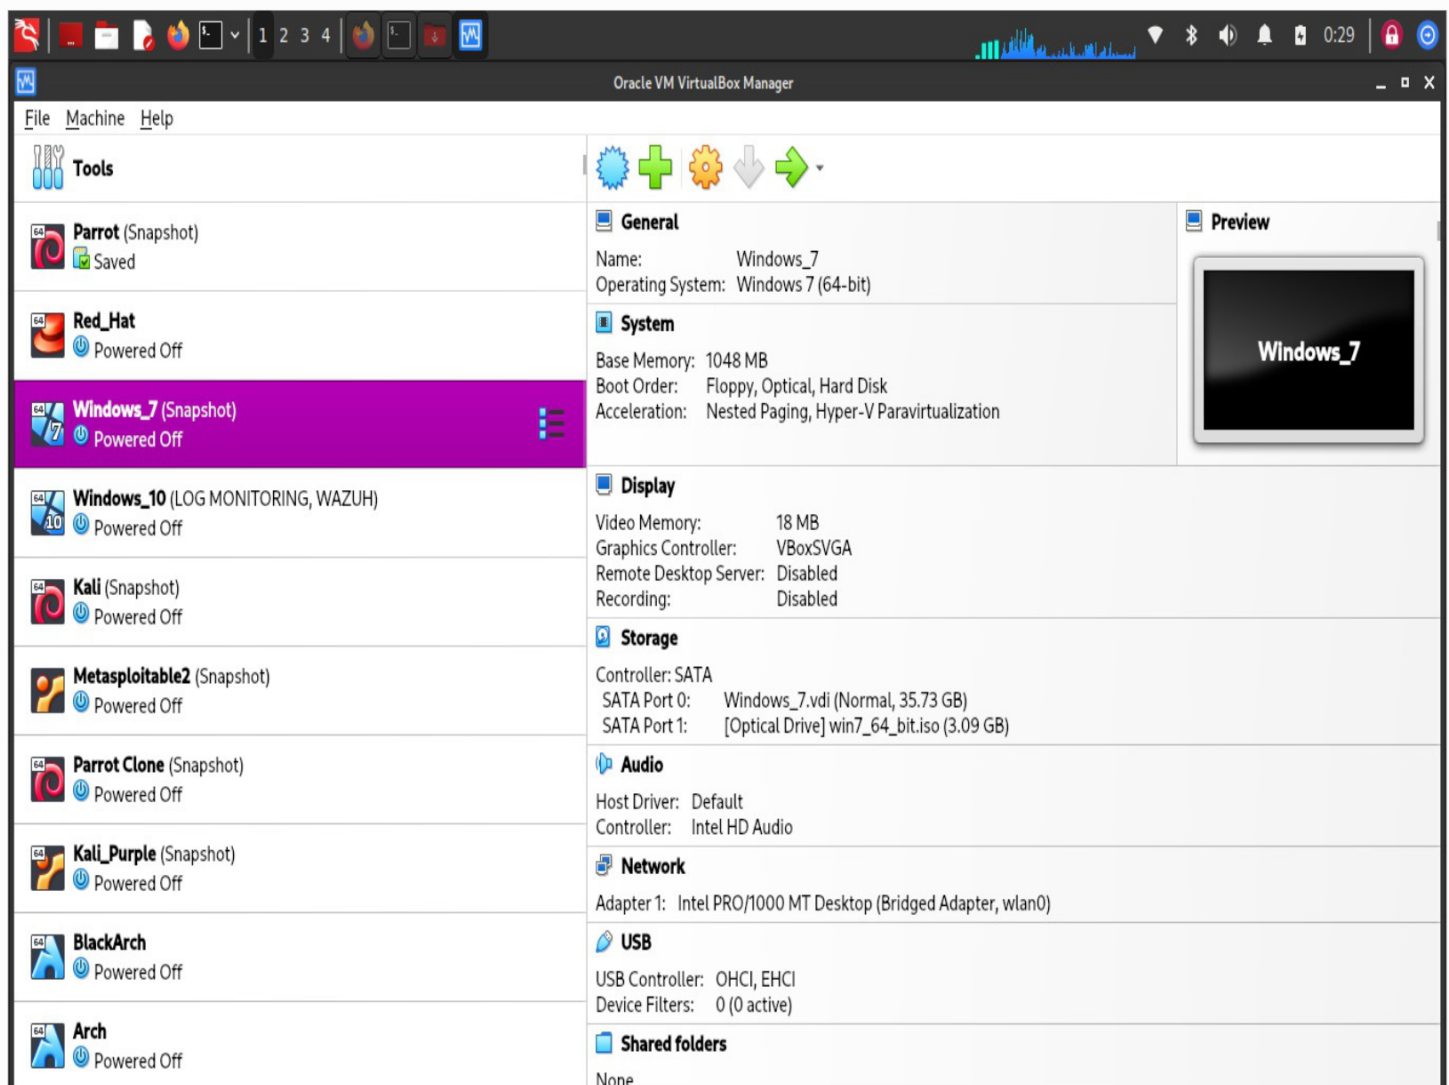 1 2 3 4
0:29
Oracle VM VirtualBox Manager
File Machine Help
Tools
Parrot (Snapshot)
Saved
Red_Hat
Powered Off
Windows_7 (Snapshot)
Powered Off
Windows_10 (LOG MONITORING, WAZUH)
Powered Off
Kali (Snapshot)
Powered Off
Metasploitable2 (Snapshot)
Powered Off
Parrot Clone (Snapshot)
Powered Off
Kali_Purple (Snapshot)
Powered Off
BlackArch
Powered Off
Arch
Powered Off
General
Name: Windows_7
Operating System: Windows 7 (64-bit)
System
Base Memory: 1048 MB
Boot Order: Floppy, Optical, Hard Disk
Acceleration: Nested Paging, Hyper-V Paravirtualization
Preview
Windows_7
Display
Video Memory: 18 MB
Graphics Controller: VBoxSVGA
Remote Desktop Server: Disabled
Recording: Disabled
Storage
Controller: SATA
SATA Port 0: Windows_7.vdi (Normal, 35.73 GB)
SATA Port 1: [Optical Drive] win7_64_bit.iso (3.09 GB)
Audio
Host Driver: Default
Controller: Intel HD Audio
Network
Adapter 1: Intel PRO/1000 MT Desktop (Bridged Adapter, wlan0)
USB
USB Controller: OHCI, EHCI
Device Filters: 0 (0 active)
Shared folders
None